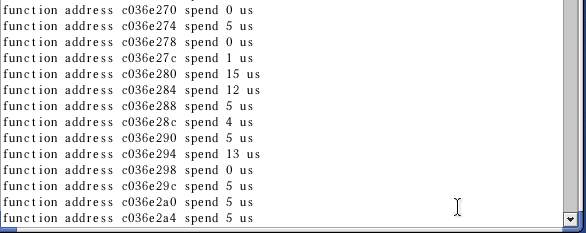 function address c036e270 spend 0 us
function address c036e274 spend 5 us
function address c036e278 spend 0 us
function address c036e27c spend 1 us
function address c036e280 spend 15 us
function address c036e284 spend 12 us
function address c036e288 spend 5 us
function address c036e28c spend 4 us
function address c036e290 spend 5 us
function address c036e294 spend 13 us
function address c036e298 spend 0 us
function address c036e29c spend 5 us
function address c036e2a0 spend 5 us
function address c036e2a4 spend 5 us